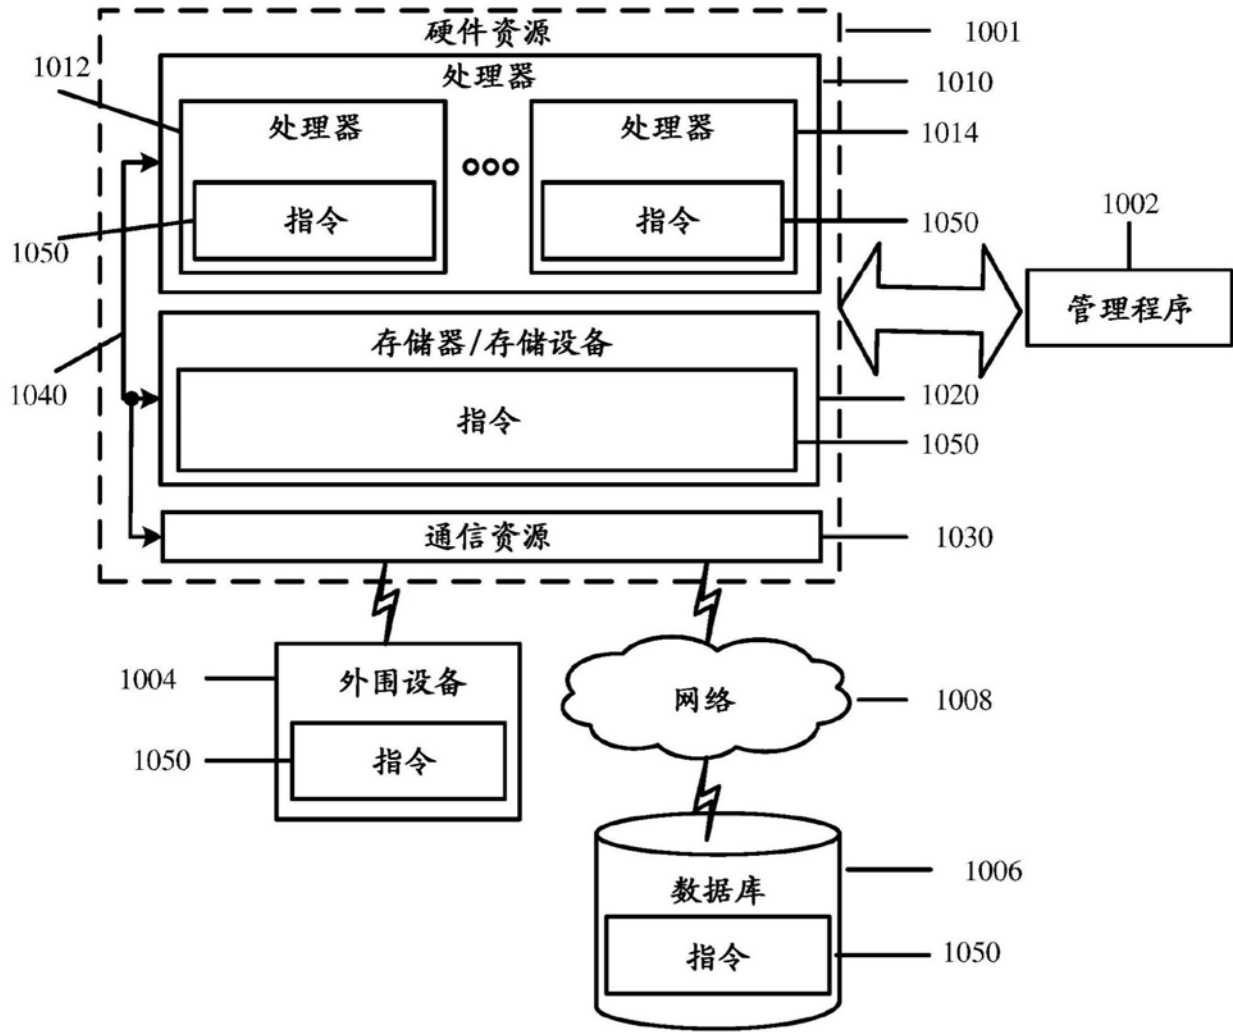 硬件资源
1001
1012
处理器
1010
处理器
处理器
1014
指令
指令
1050
1050
1002
管理程序
存储器/存储设备
1040
1020
指令
1050
通信资源
1030
1004
外围设备
网络
1008
1050
指令
1006
数据库
指令
1050